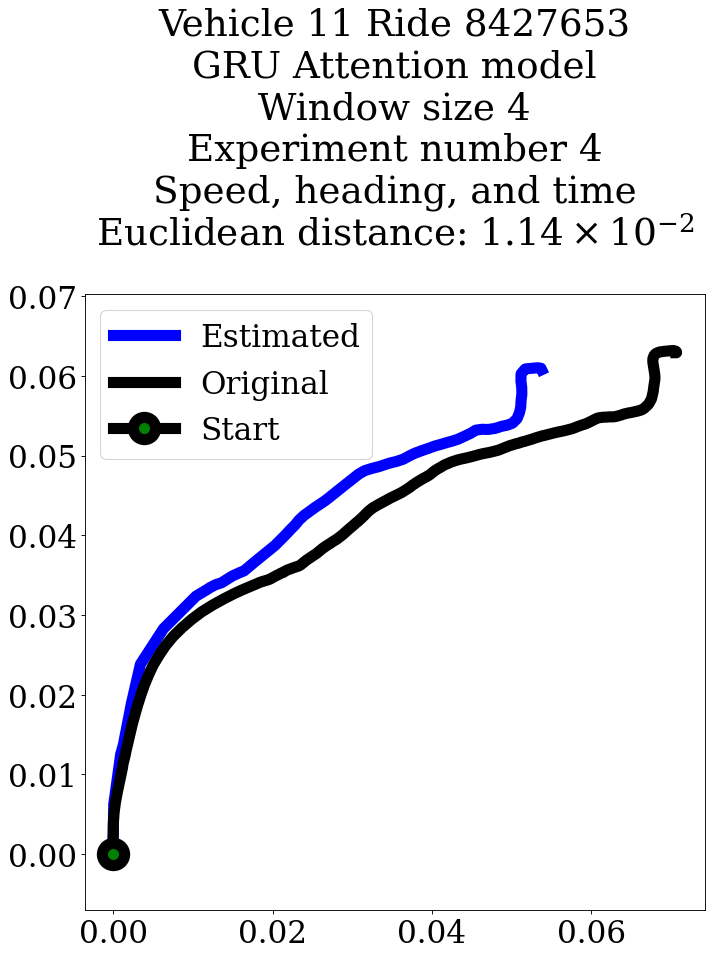 Vehicle 11 Ride 8427653
GRU Attention model
Window size 4
Experiment number 4
Speed, heading, and time
Euclidean distance: 1.14 × 10⁻²
0.07
0.06
0.05
0.04
0.03
0.02
0.01
0.00
Estimated
Original
Start
0.00 0.02 0.04 0.06